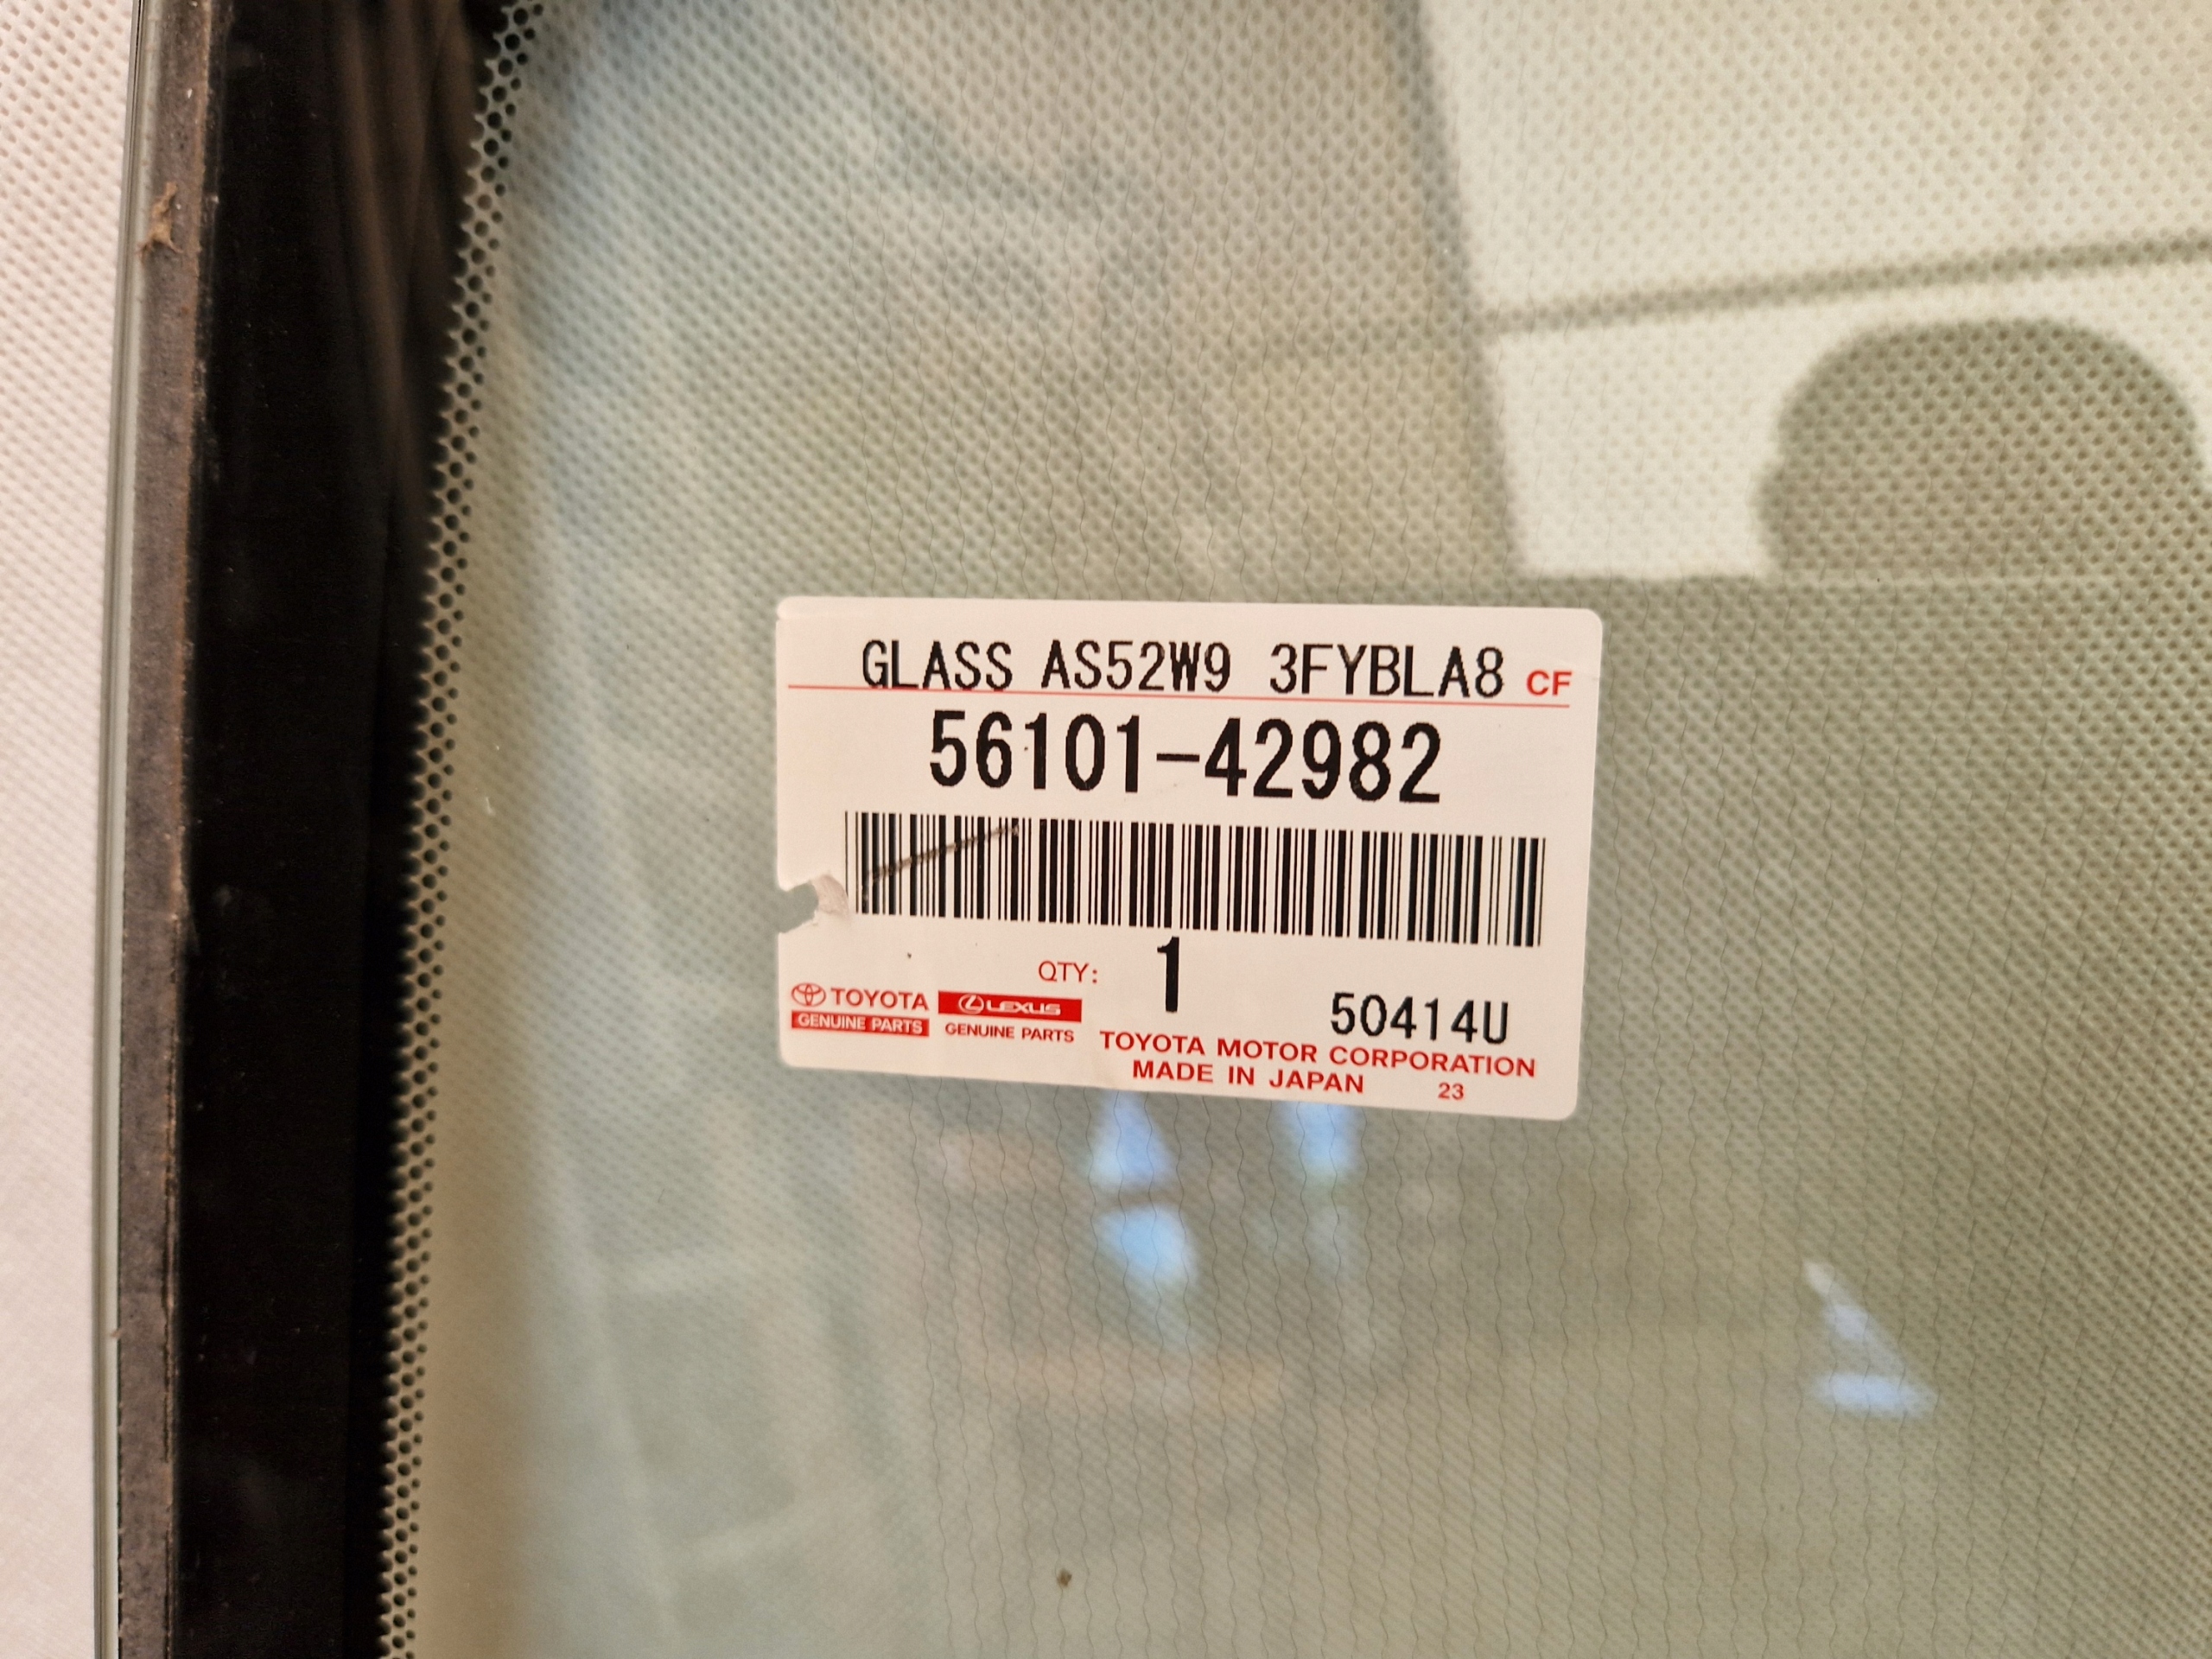 GLASS AS52W9 3FYBLA8 CF
56101-42982
QTY: 1
50414U
TOYOTA
GENUINE PARTS
LEXUS
GENUINE PARTS
TOYOTA MOTOR CORPORATION
MADE IN JAPAN 23